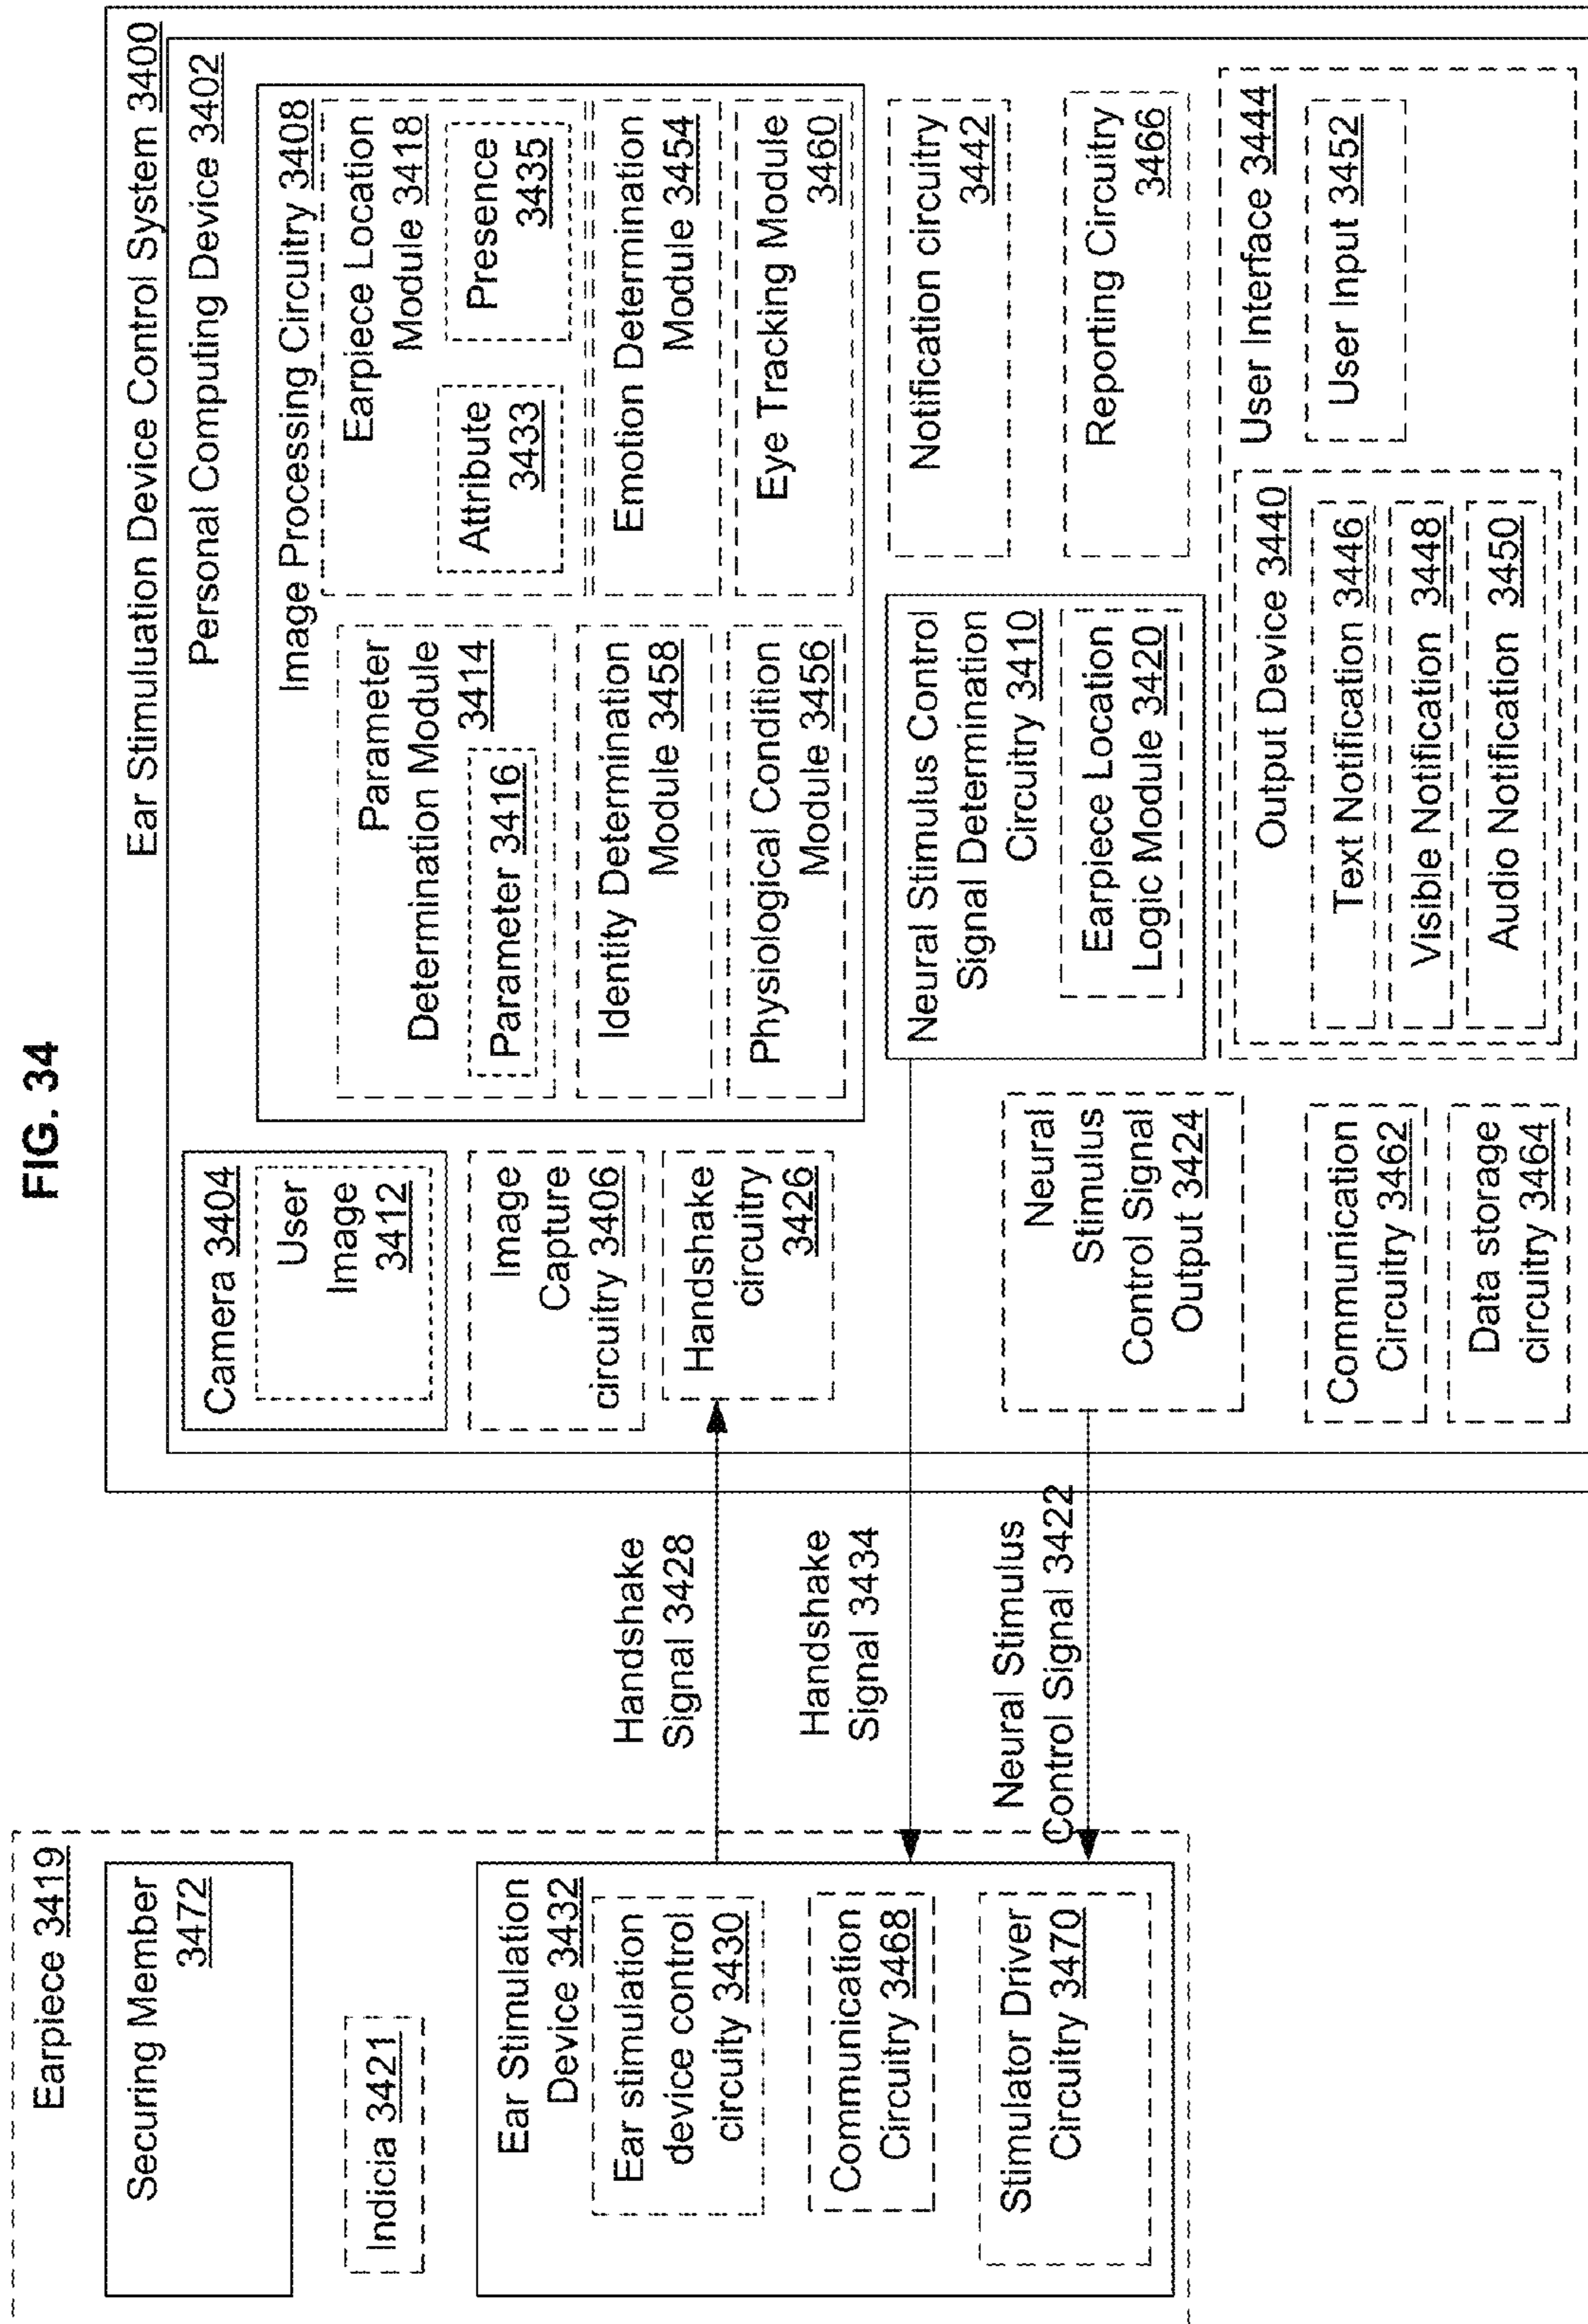 FIG. 34
Earpiece 3419
Securing Member
3472
Indicia 3421
Ear Stimulation
Device 3432
Ear stimulation
device control
circuity 3430
Communication
Circuitry 3468
Stimulator Driver
Circuitry 3470
Handshake
Signal 3428
Handshake
Signal 3434
Neural Stimulus
Control Signal 3422
Ear Stimuluation Device Control System 3400
Personal Computing Device 3402
Camera 3404
User
Image
3412
Image
Capture
circuitry 3406
Handshake
circuitry
3426
Image Processing Circuitry 3408
Parameter
Determination Module
3414
Parameter 3416
Identity Determination
Module 3458
Physiological Condition
Module 3456
Earpiece Location
Module 3418
Attribute
3433
Presence
3435
Emotion Determination
Module 3454
Eye Tracking Module
3460
Neural Stimulus Control
Signal Determination
Circuitry 3410
Earpiece Location
Logic Module 3420
Notification circuitry
3442
Reporting Circuitry
3466
Neural
Stimulus
Control Signal
Output 3424
Communication
Circuitry 3462
Data storage
circuitry 3464
User Interface 3444
Output Device 3440
Text Notification 3446
Visible Notification 3448
Audio Notification 3450
User Input 3452